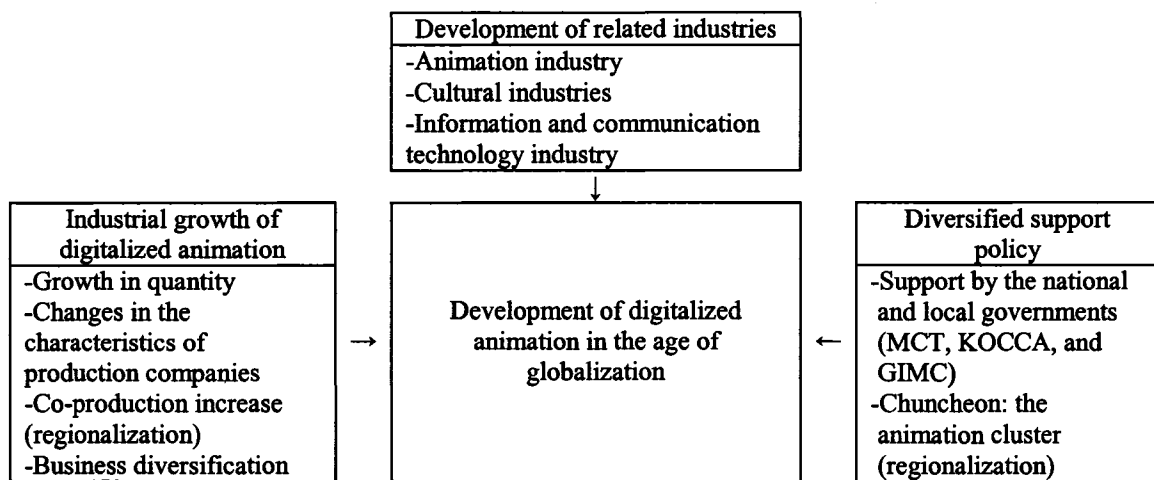 Development of related industries
-Animation industry
-Cultural industries
-Information and communication
technology industry
↓
Industrial growth of
digitalized animation
-Growth in quantity
-Changes in the
characteristics of
production companies
-Co-production increase
(regionalization)
-Business diversification
→
Development of digitalized
animation in the age of
globalization
←
Diversified support
policy
-Support by the national
and local governments
(MCT, KOCCA, and
GIMC)
-Chuncheon: the
animation cluster
(regionalization)